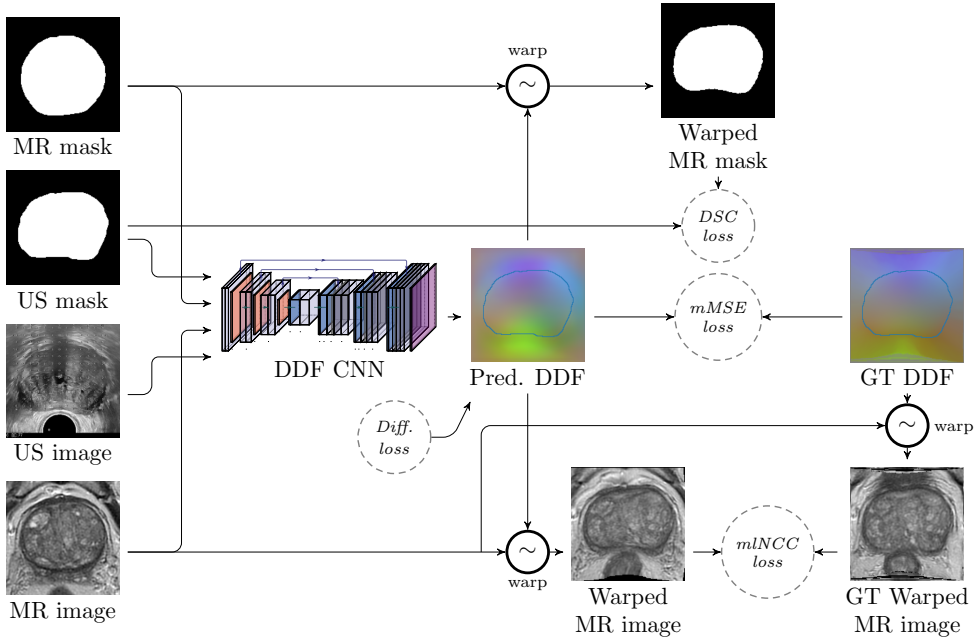 warp
~
MR mask
Warped
MR mask
DSC
loss
US mask
mMSE
loss
DDF CNN
Pred. DDF
GT DDF
Diff.
loss
~ warp
US image
mlNCC
loss
~
warp
MR image
Warped
MR image
GT Warped
MR image